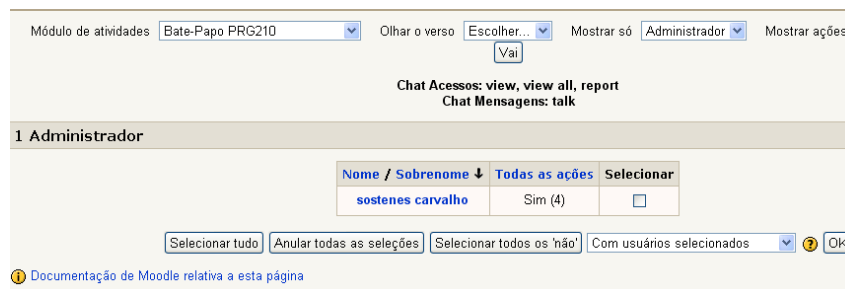 Módulo de atividades Bate-Papo PRG210 Olhar o verso Escolher... Mostrar só Administrador Mostrar ações
Vai
Chat Acessos: view, view all, report
Chat Mensagens: talk
1 Administrador
Nome / Sobrenome ↓ Todas as ações Selecionar
sostenes carvalho Sim (4)
Selecionar tudo Anular todas as seleções Selecionar todos os 'não' Com usuários selecionados OK
Documentação de Moodle relativa a esta página